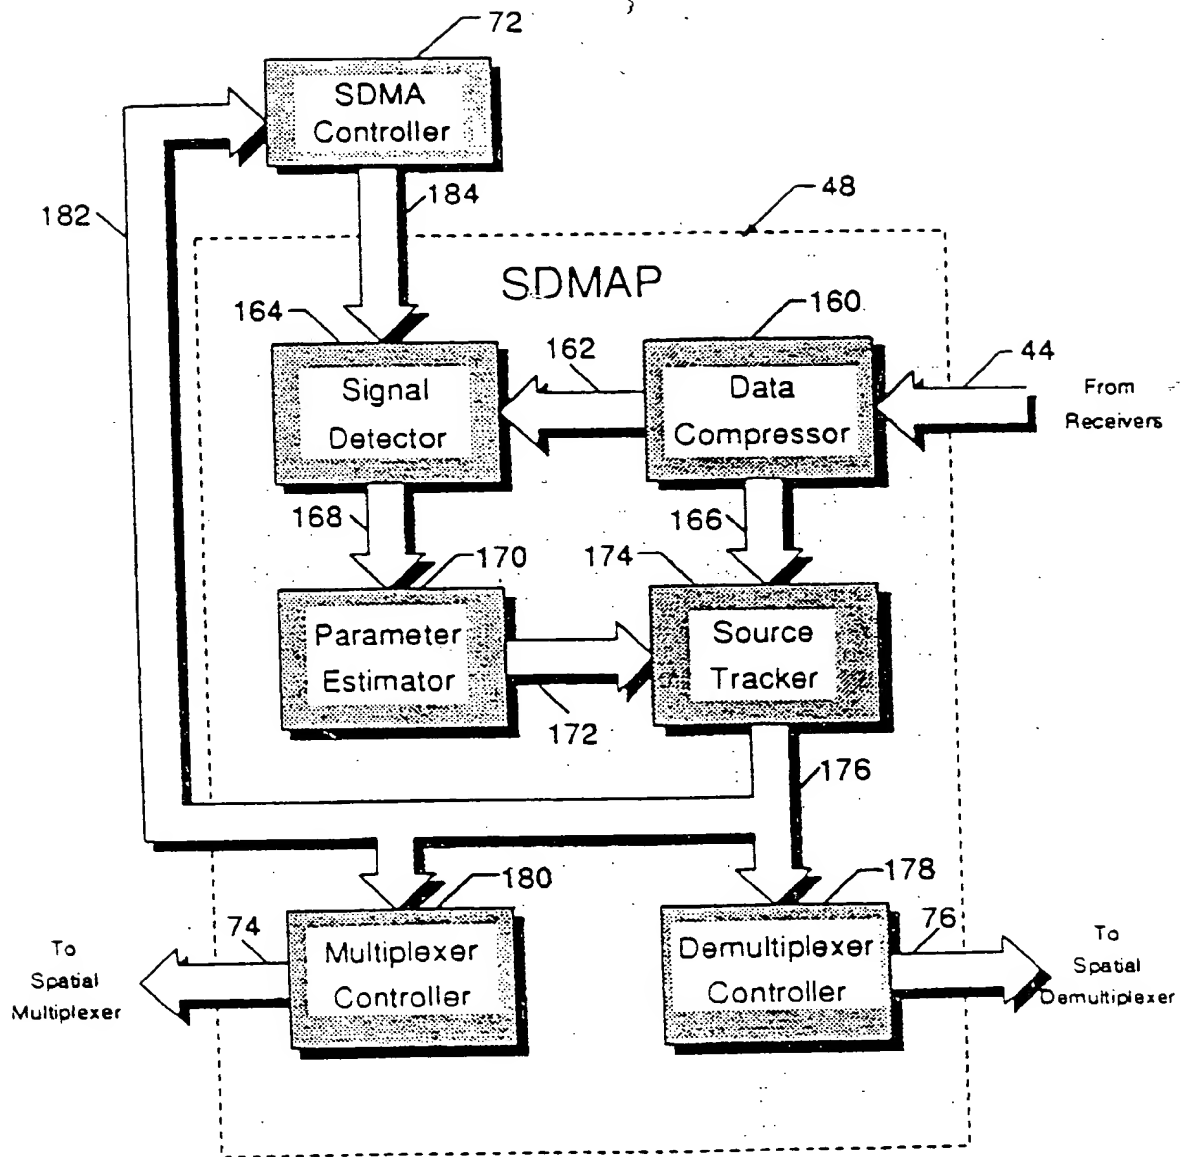 72
SDMA
Controller
184
182
48
SDMAP
164
160
162
44
Signal
Detector
Data
Compressor
From
Receivers
168
166
170
174
Parameter
Estimator
Source
Tracker
172
176
180
178
74
76
To
Spatial
Multiplexer
Multiplexer
Controller
Demultiplexer
Controller
To
Spatial
Demultiplexer